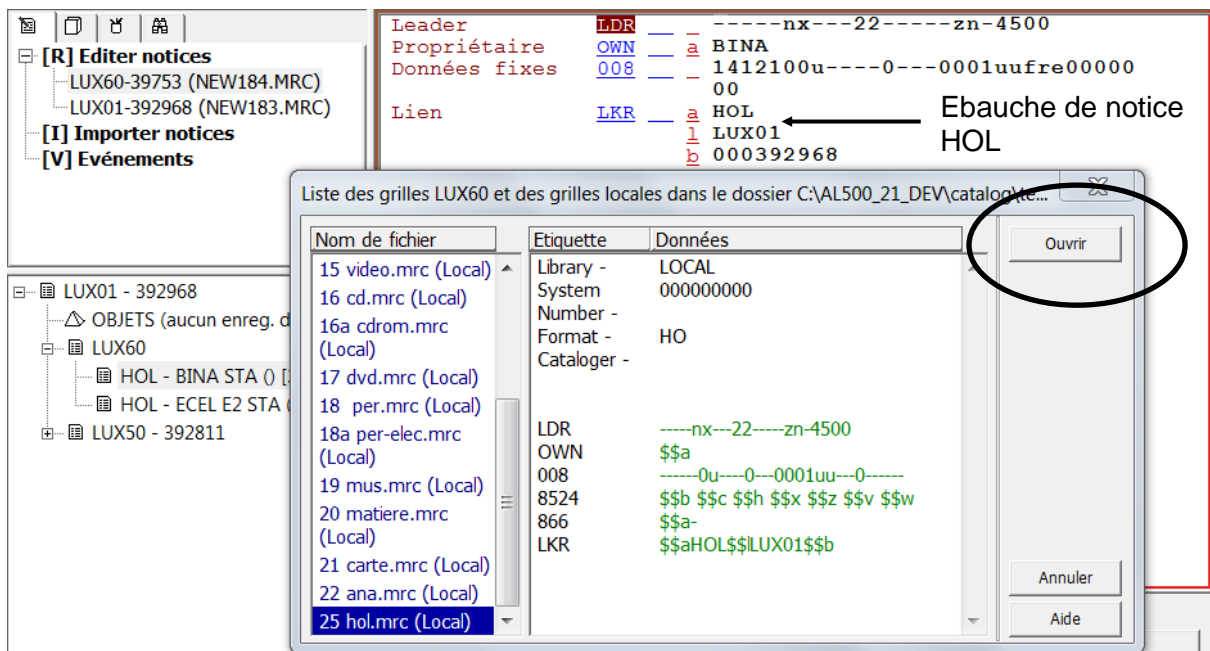 [R] Editer notices
LUX60-39753 (NEW184.MRC)
LUX01-392968 (NEW183.MRC)
[I] Importer notices
[V] Evénements
Leader LDR _ -----nx---22-----zn-4500
Propriétaire OWN a BINA
Données fixes 008 _ 1412100u----0---0001uufre00000
00
Lien LKR a HOL
l LUX01
b 000392968
Ebauche de notice
HOL
LUX01 - 392968
OBJETS (aucun enreg. d
LUX60
HOL - BINA STA () [
HOL - ECEL E2 STA (
LUX50 - 392811
Liste des grilles LUX60 et des grilles locales dans le dossier C:\AL500_21_DEV\catalog\te...
Nom de fichier
15 video.mrc (Local)
16 cd.mrc (Local)
16a cdrom.mrc
(Local)
17 dvd.mrc (Local)
18 per.mrc (Local)
18a per-elec.mrc
(Local)
19 mus.mrc (Local)
20 matiere.mrc
(Local)
21 carte.mrc (Local)
22 ana.mrc (Local)
25 hol.mrc (Local)
Etiquette Données
Library - LOCAL
System 000000000
Number -
Format - HO
Cataloger -
LDR -----nx---22-----zn-4500
OWN $$a
008 ------0u----0---0001uu---0------
8524 $$b $$c $$h $$x $$z $$v $$w
866 $$a-
LKR $$aHOL$$lLUX01$$b
Ouvrir
Annuler
Aide